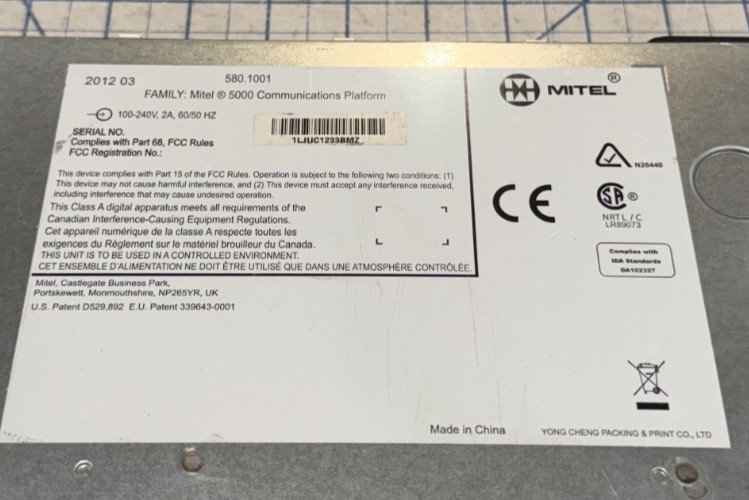 2012 03
580.1001
FAMILY: Mitel ® 5000 Communications Platform
100-240V, 2A, 60/50 HZ
SERIAL NO.
1LJUC1233BMZ
Complies with Part 68, FCC Rules
FCC Registration No.:
This device complies with Part 15 of the FCC Rules. Operation is subject to the following two conditions: (1)
This device may not cause harmful interference, and (2) This device must accept any interference received,
including interference that may cause undesired operation.
This Class A digital apparatus meets all requirements of the
Canadian Interference-Causing Equipment Regulations.
Cet appareil numérique de la classe A respecte toutes les
exigences du Règlement sur le matériel brouilleur du Canada.
THIS UNIT IS TO BE USED IN A CONTROLLED ENVIRONMENT.
CET ENSEMBLE D'ALIMENTATION NE DOIT ÊTRE UTILISÉ QUE DANS UNE ATMOSPHÈRE CONTRÔLÉE.
Mitel, Castlegate Business Park,
Portskewett, Monmouthshire, NP265YR, UK
U.S. Patent D529,892 E.U. Patent 339643-0001
MITEL ®
N26440
CE
SA ®
NRTL / C
LR89073
Complies with
IDA Standards
DA102327
Made in China
YONG CHENG PACKING & PRINT CO., LTD